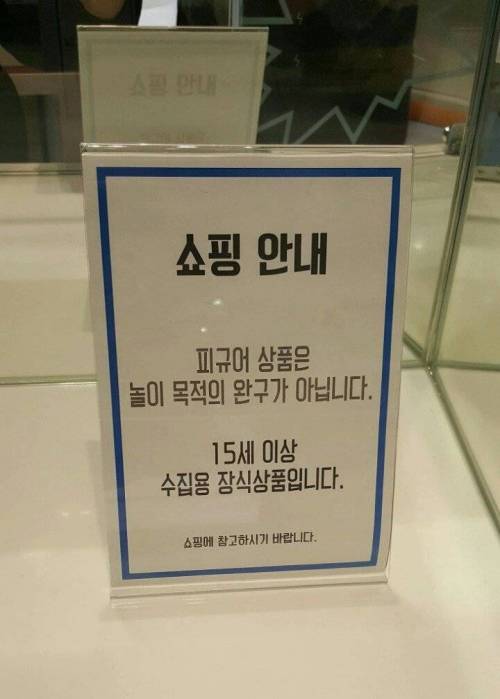 쇼핑 안내
피규어 상품은
놀이 목적의 완구가 아닙니다.
15세 이상
수집용 장식상품입니다.
쇼핑에 참고하시기 바랍니다.